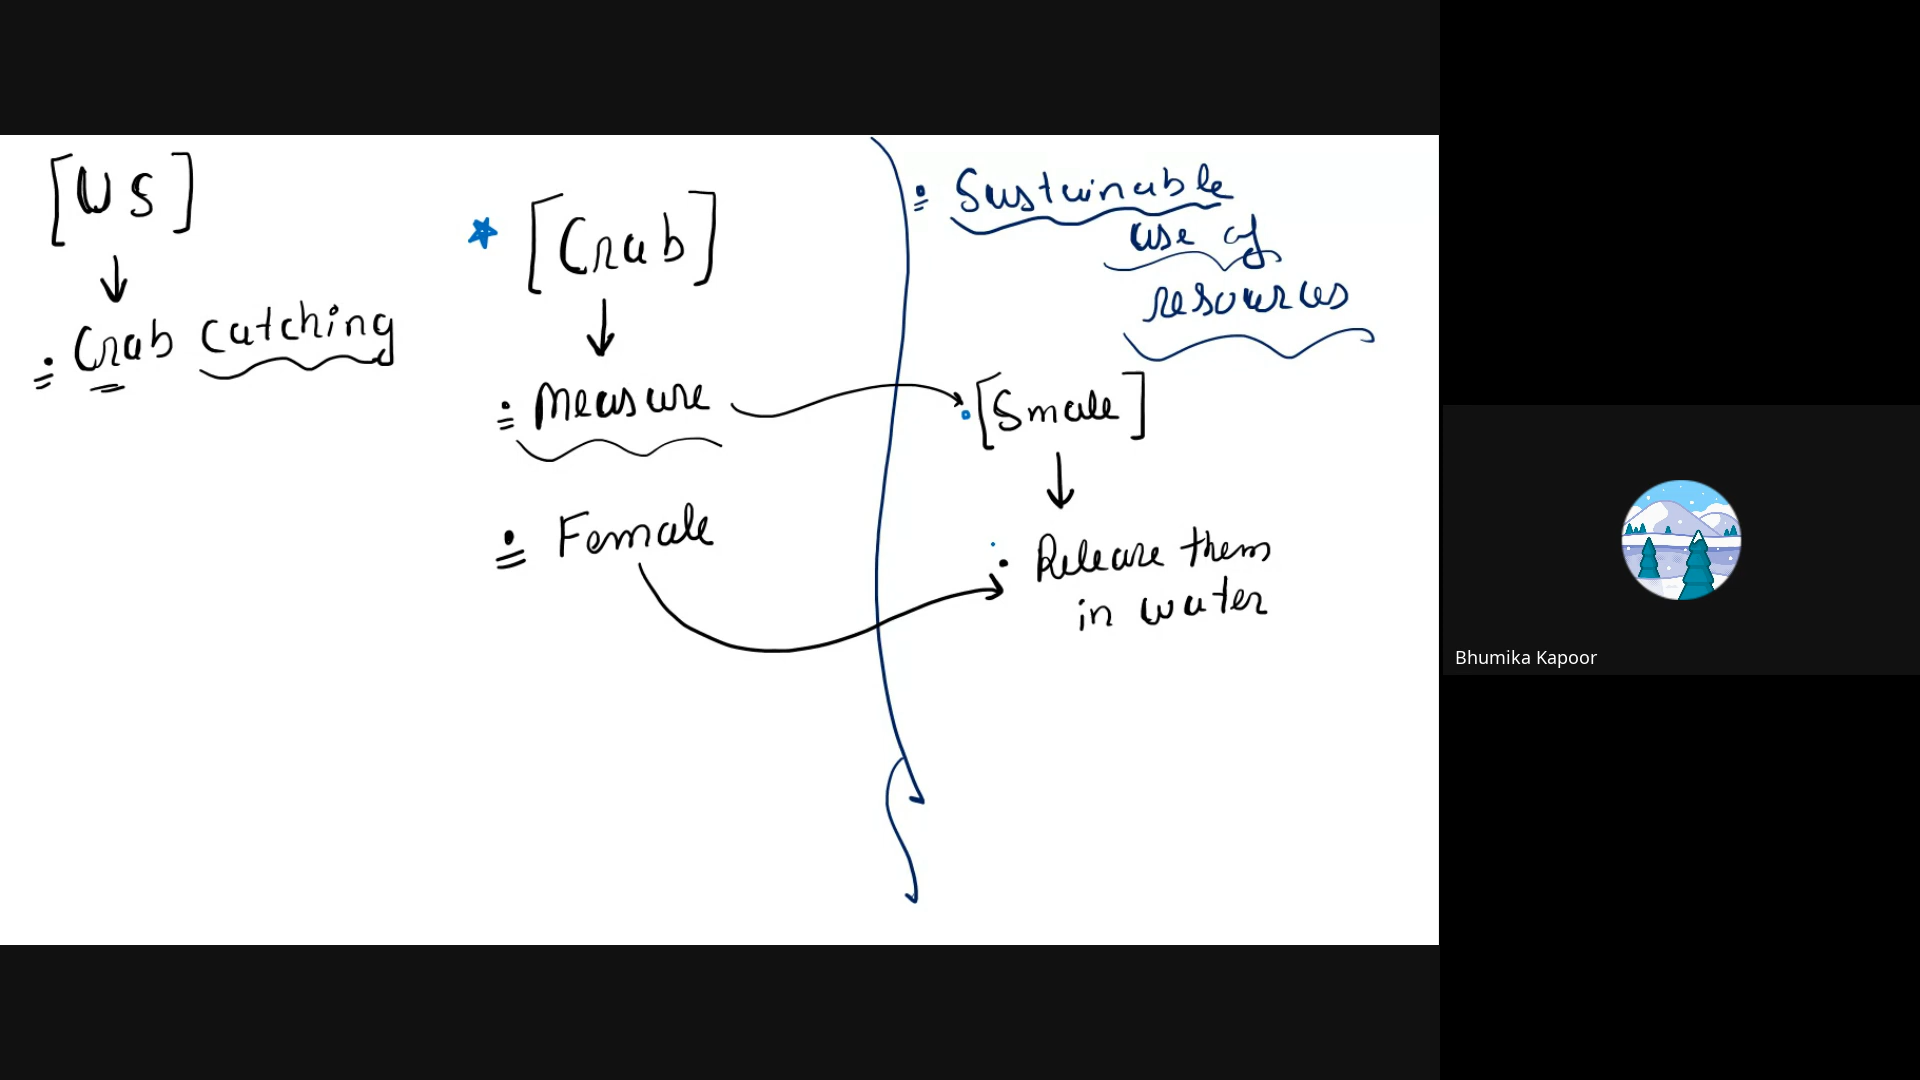 [US]
Crab catching
[Crab]
Measure
Female
Sustainable
use of
resources
[Small]
Release them
in water
Bhumika Kapoor